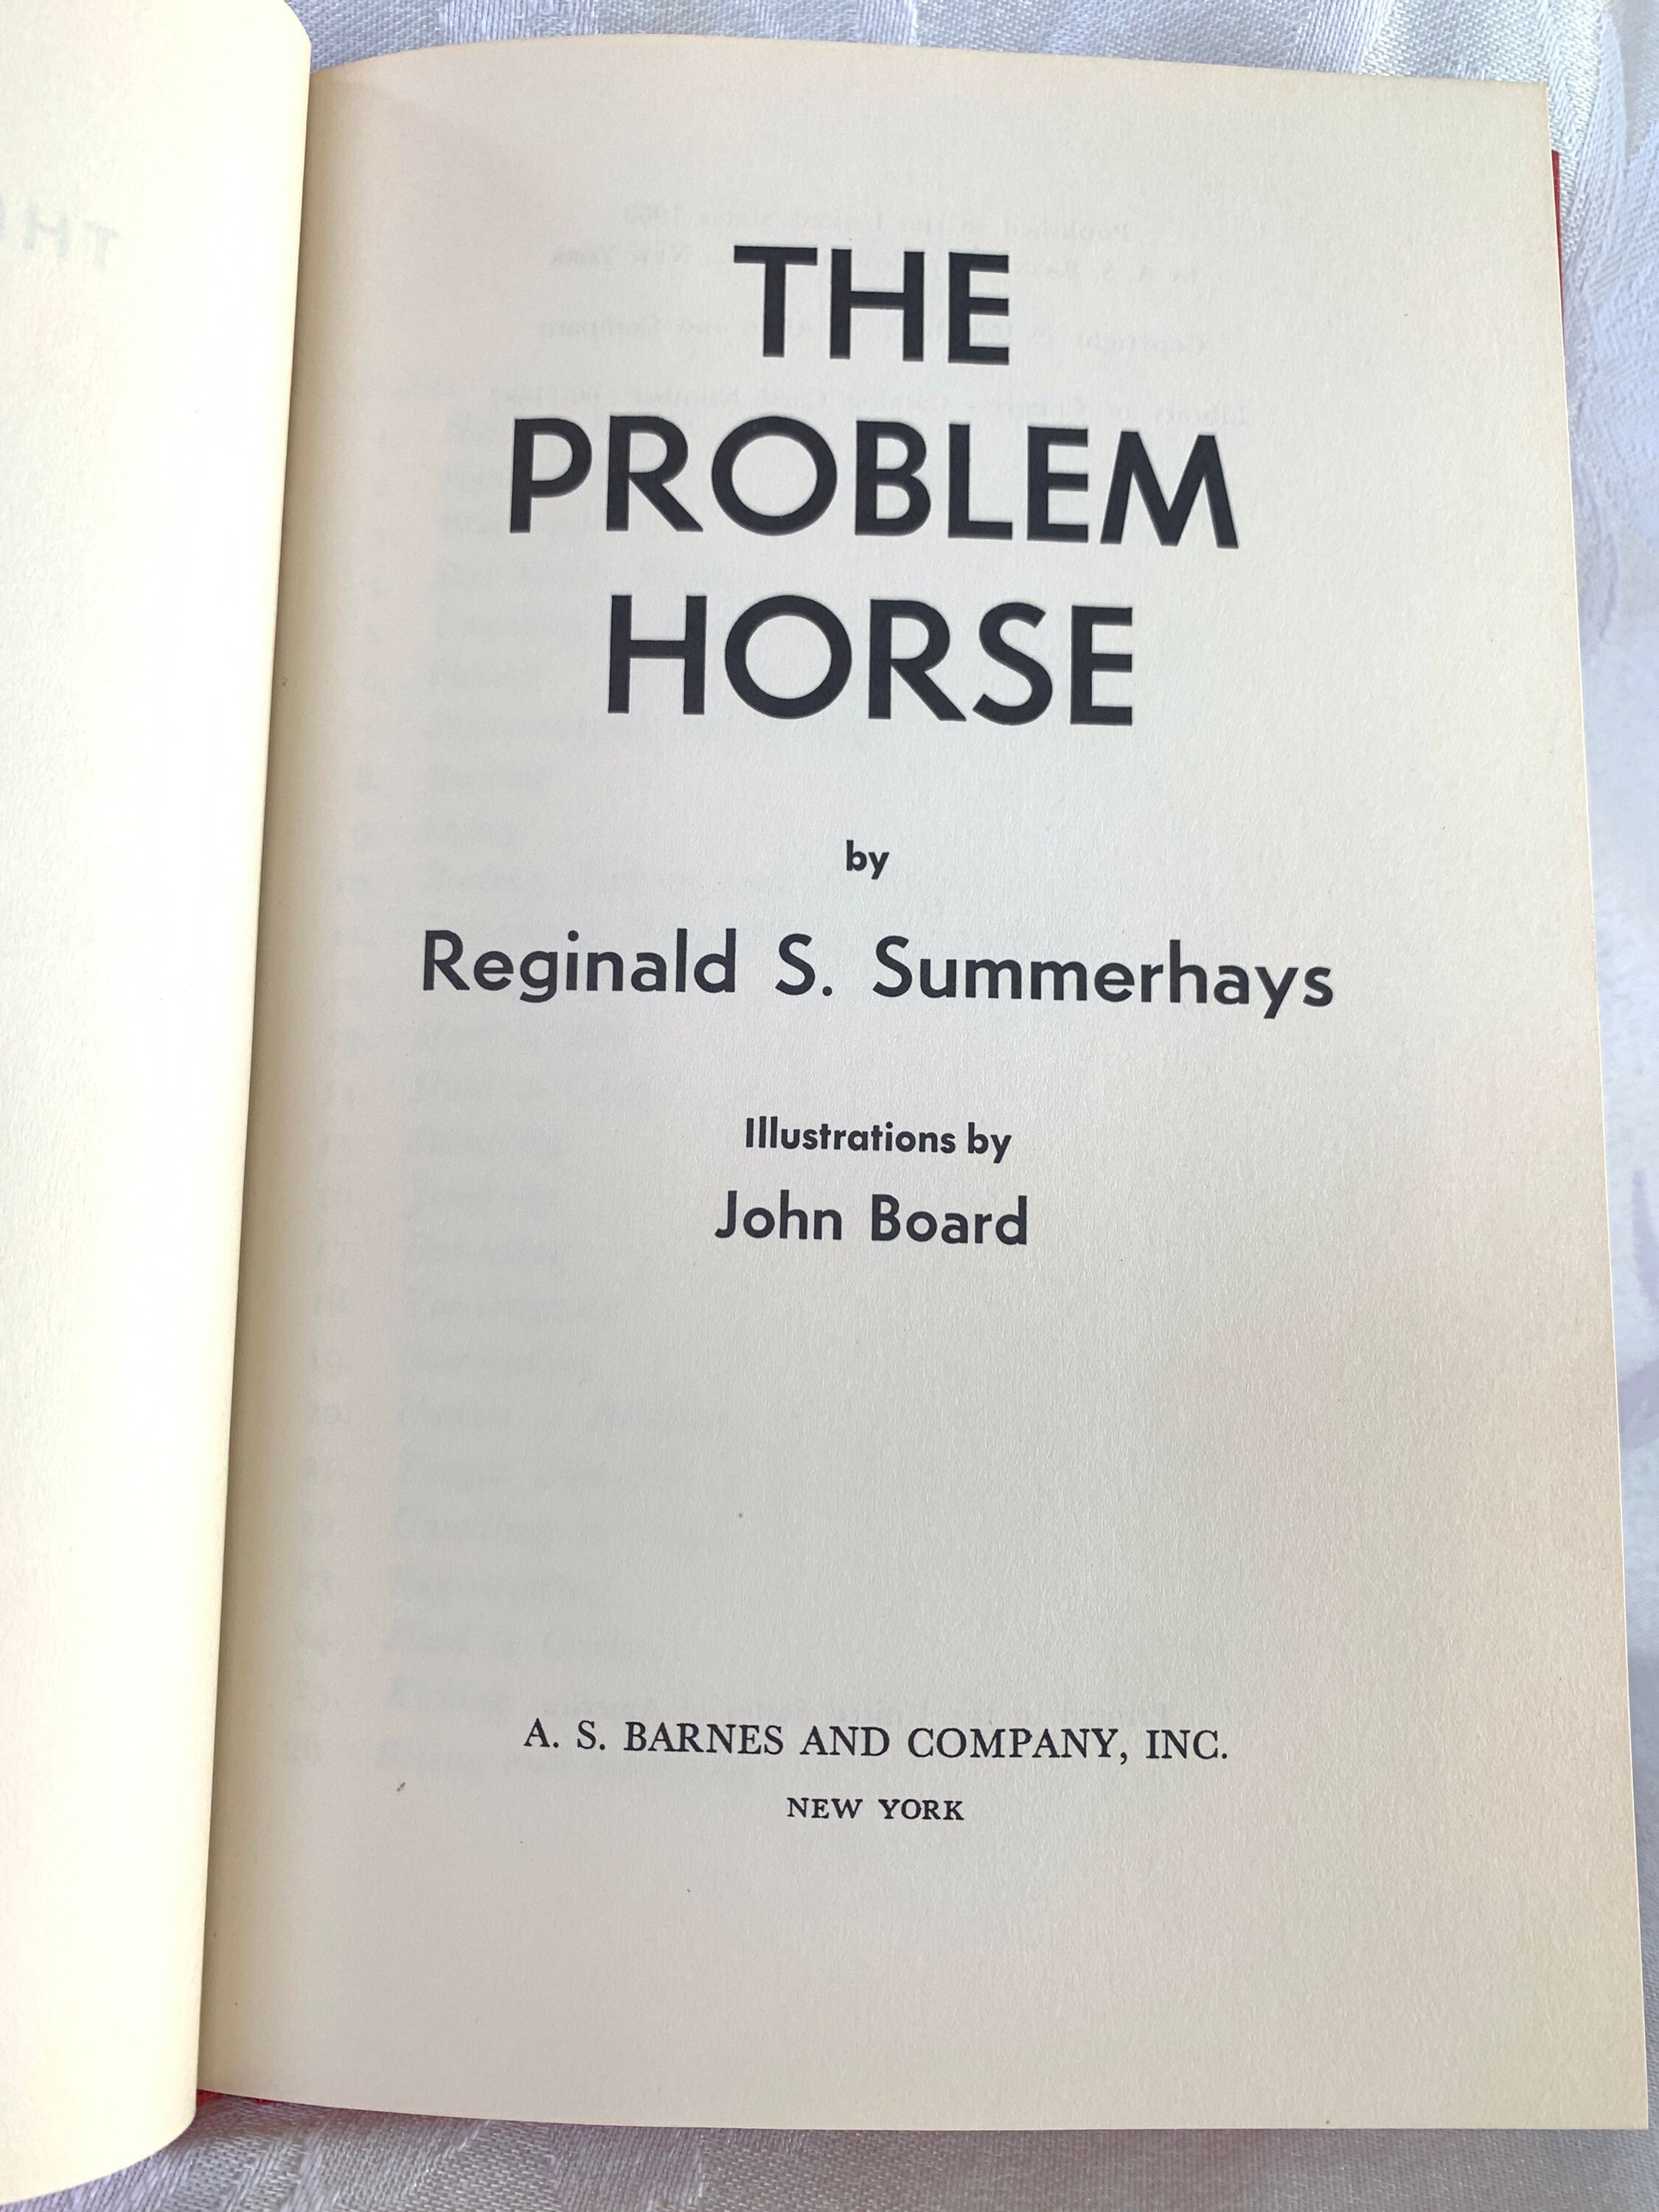 THE
PROBLEM
HORSE
by
Reginald S. Summerhays
Illustrations by
John Board
A. S. BARNES AND COMPANY, INC.
NEW YORK